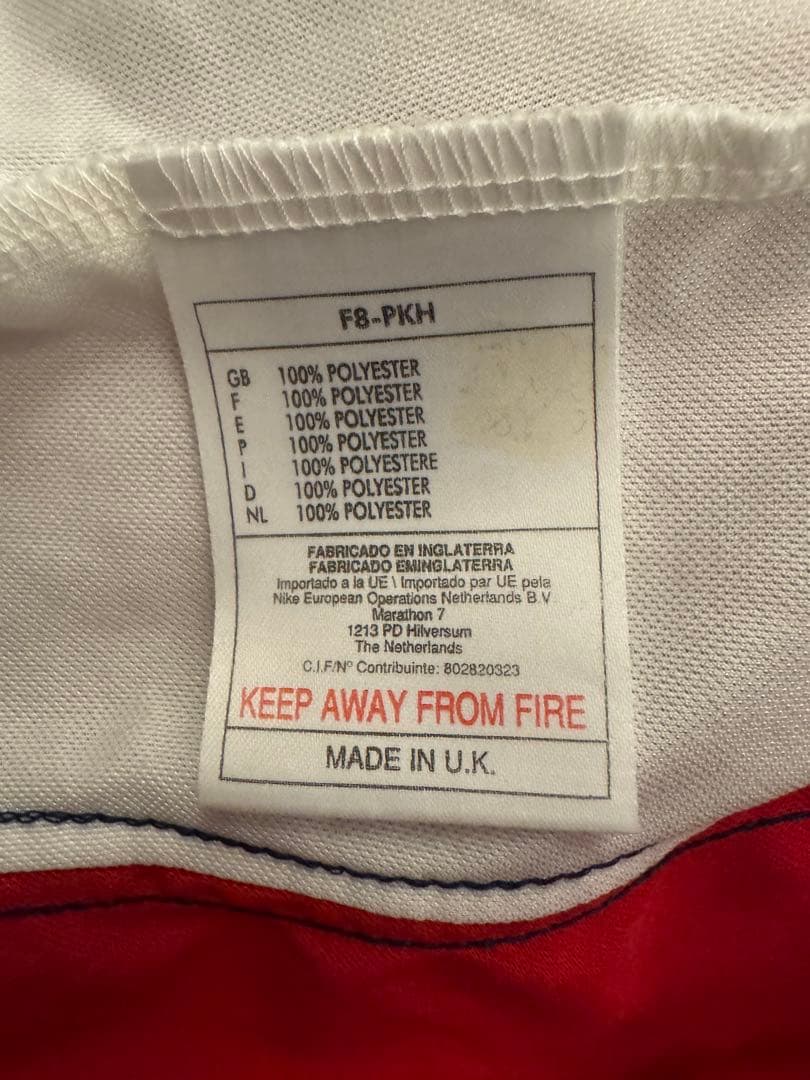 F8-PKH
GB 100% POLYESTER
F 100% POLYESTER
E 100% POLYESTER
P 100% POLYESTER
I 100% POLYESTERE
D 100% POLYESTER
NL 100% POLYESTER
FABRICADO EN INGLATERRA
FABRICADO EMINGLATERRA
Importado a la UE \ Importado par UE pela
Nike European Operations Netherlands B.V
Marathon 7
1213 PD Hilversum
The Netherlands
C.I.F/Nº Contribuinte: 802820323
KEEP AWAY FROM FIRE
MADE IN U.K.